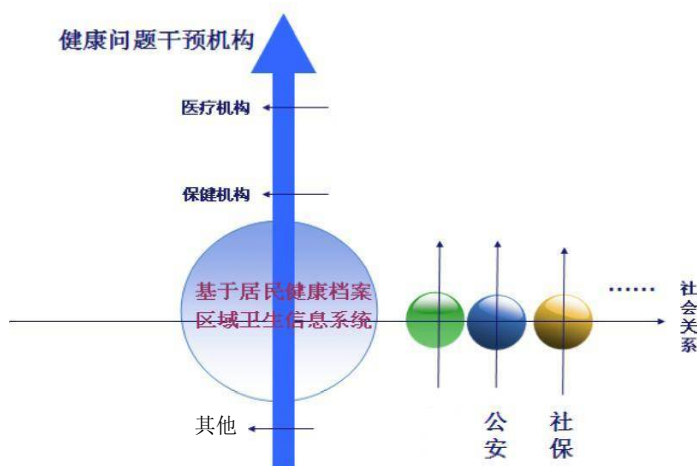 健康问题干预机构
医疗机构
保健机构
基于居民健康档案
区域卫生信息系统
……
社会关系
其他
公安
社保